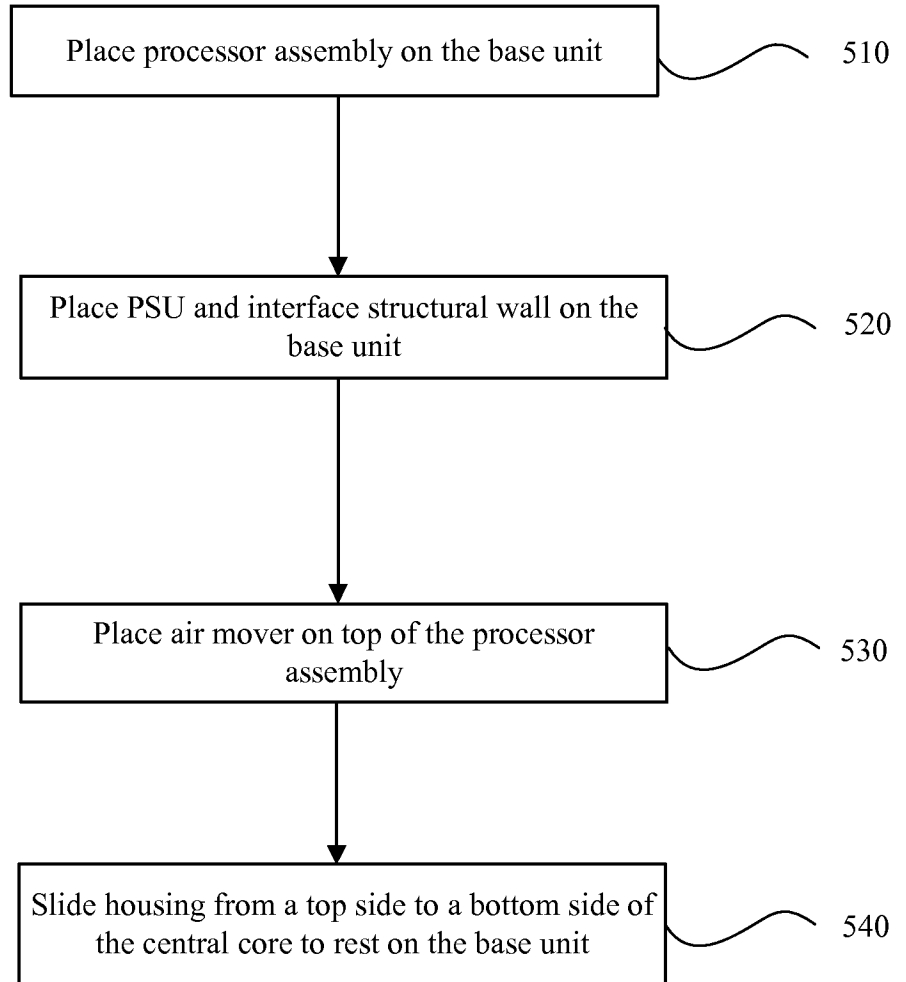 Place processor assembly on the base unit
510
Place PSU and interface structural wall on the
base unit
520
Place air mover on top of the processor
assembly
530
Slide housing from a top side to a bottom side of
the central core to rest on the base unit
540